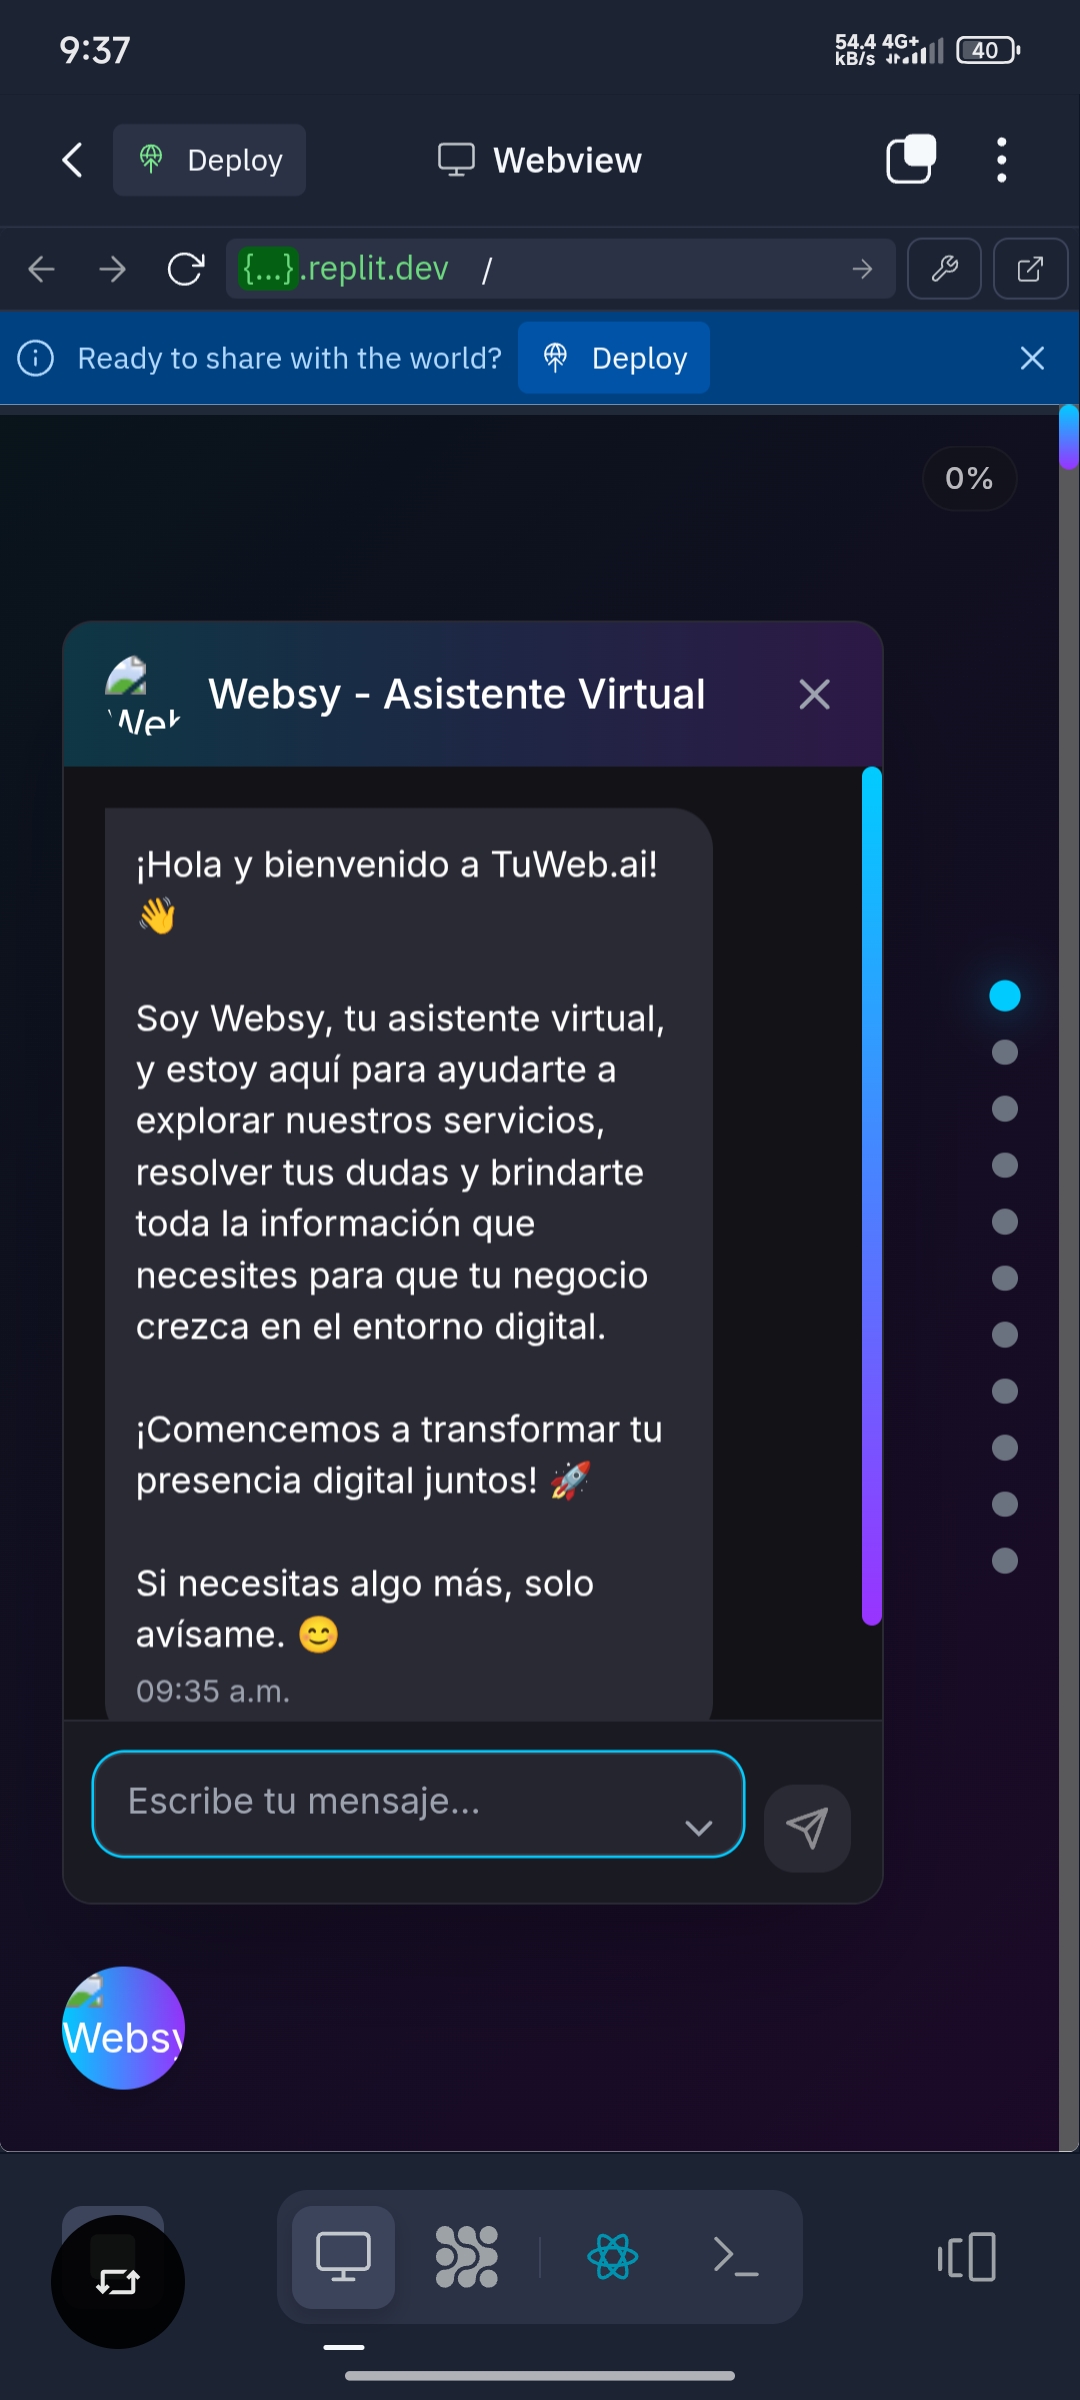 9:37
54.4 4G+
kB/s
40
Deploy
Webview
{...}.replit.dev /
Ready to share with the world?
Deploy
0%
Websy - Asistente Virtual
¡Hola y bienvenido a TuWeb.ai!
👋
Soy Websy, tu asistente virtual,
y estoy aquí para ayudarte a
explorar nuestros servicios,
resolver tus dudas y brindarte
toda la información que
necesites para que tu negocio
crezca en el entorno digital.
¡Comencemos a transformar tu
presencia digital juntos! 🚀
Si necesitas algo más, solo
avísame. 😊
09:35 a.m.
Escribe tu mensaje...
Websy